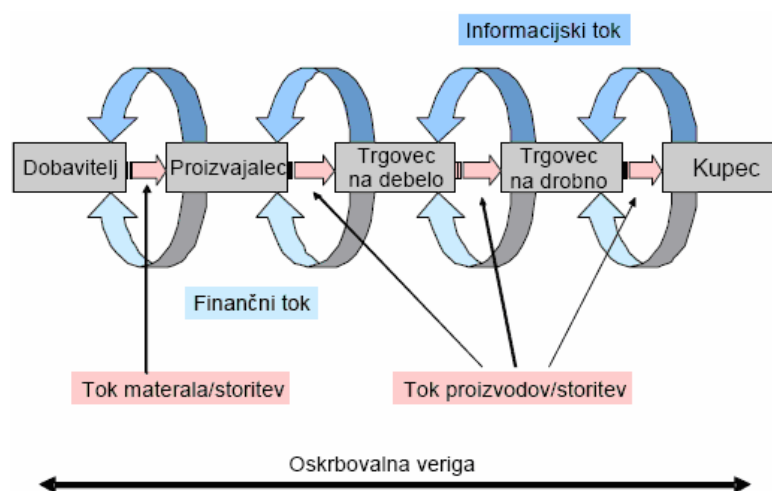 Informacijski tok
Dobavitelj
Proizvajalec
Trgovec
na debelo
Trgovec
na drobno
Kupec
Finančni tok
Tok materala/storitev
Tok proizvodov/storitev
Oskrbovalna veriga